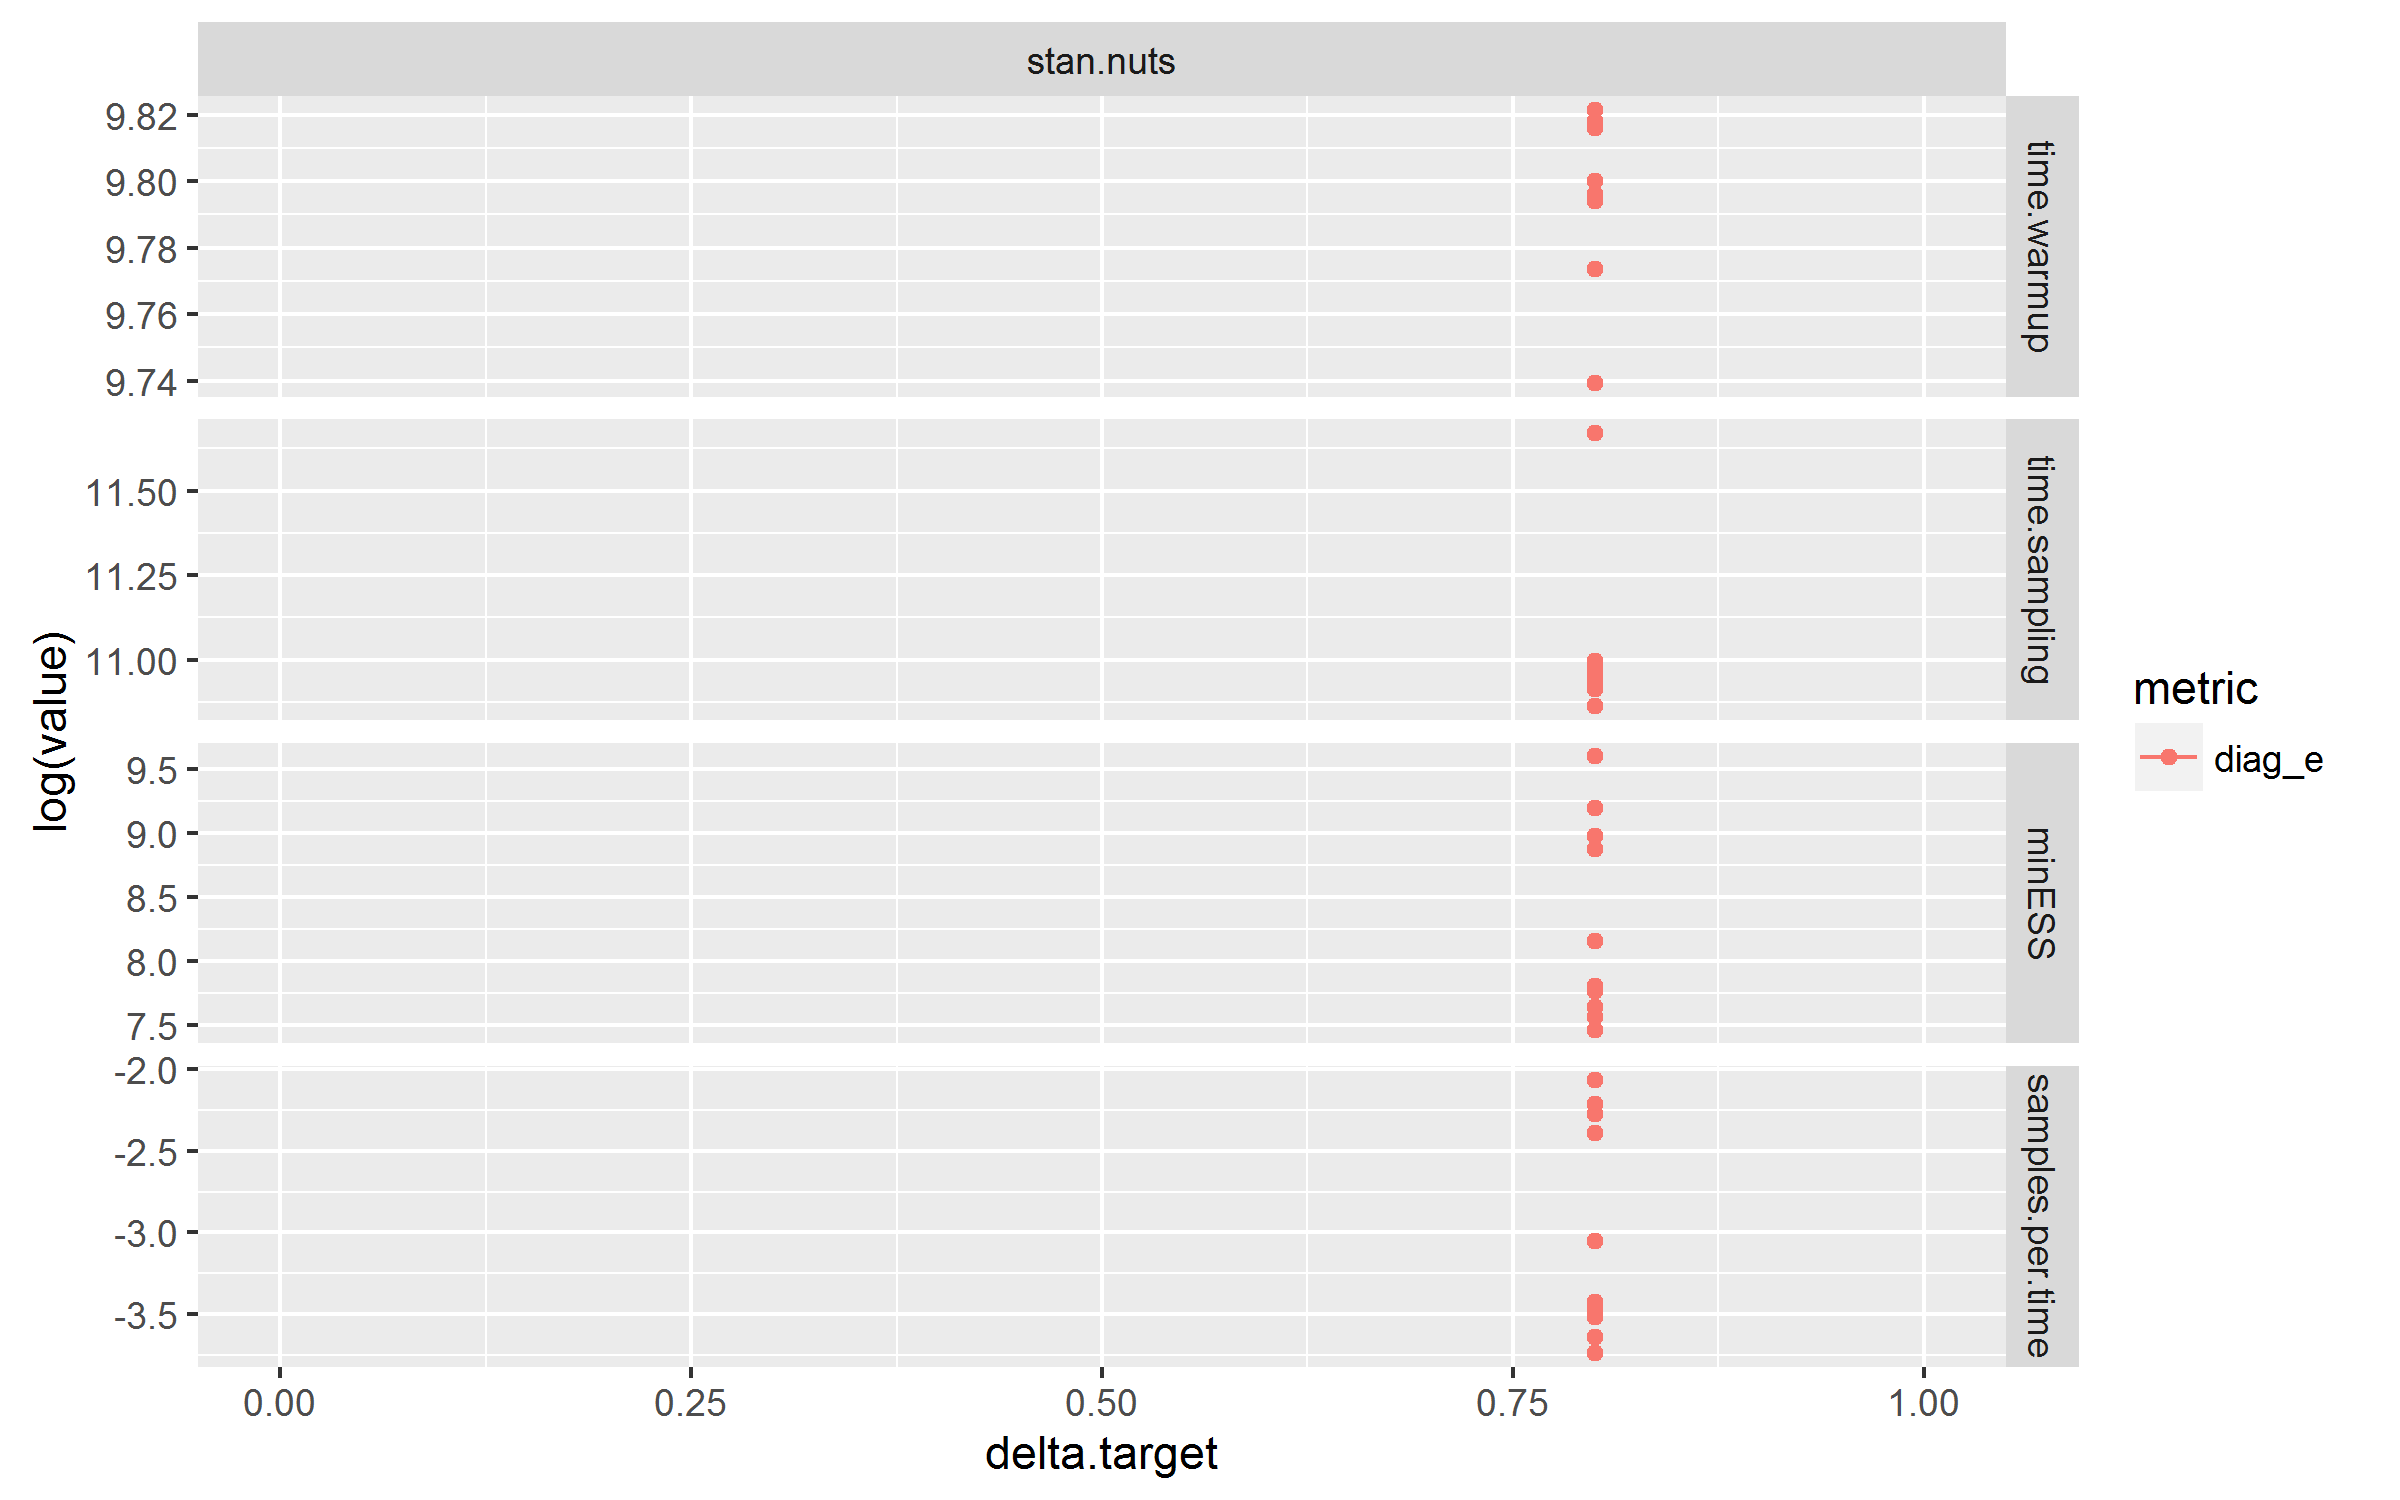 stan.nuts
9.82
9.80
9.78
9.76
9.74
time.warmup
11.50
11.25
11.00
time.sampling
9.5
9.0
8.5
8.0
7.5
minESS
-2.0
-2.5
-3.0
-3.5
samples.per.time
log(value)
0.00 0.25 0.50 0.75 1.00
delta.target
metric
diag_e